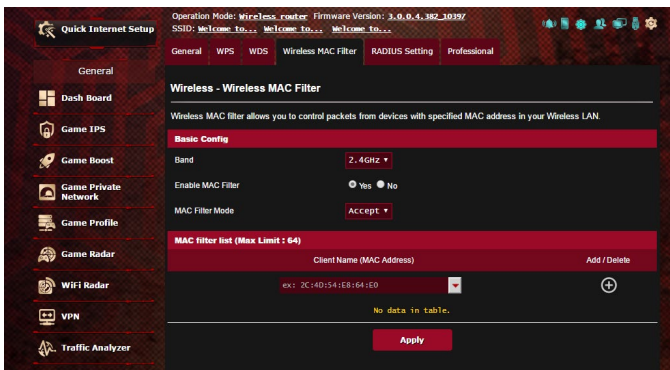 Operation Mode: Wireless router Firmware Version: 3.0.0.4.382_10397
SSID: Welcome to... Welcome to... Welcome to...
Quick Internet Setup
General WPS WDS Wireless MAC Filter RADIUS Setting Professional
General
Dash Board
Game IPS
Game Boost
Game Private
Network
Game Profile
Game Radar
WiFi Radar
VPN
Traffic Analyzer
Wireless - Wireless MAC Filter
Wireless MAC filter allows you to control packets from devices with specified MAC address in your Wireless LAN.
Basic Config
Band 2.4GHz
Enable MAC Filter Yes No
MAC Filter Mode Accept
MAC filter list (Max Limit : 64)
Client Name (MAC Address) Add / Delete
ex: 2C:4D:54:E8:64:E0
No data in table.
Apply